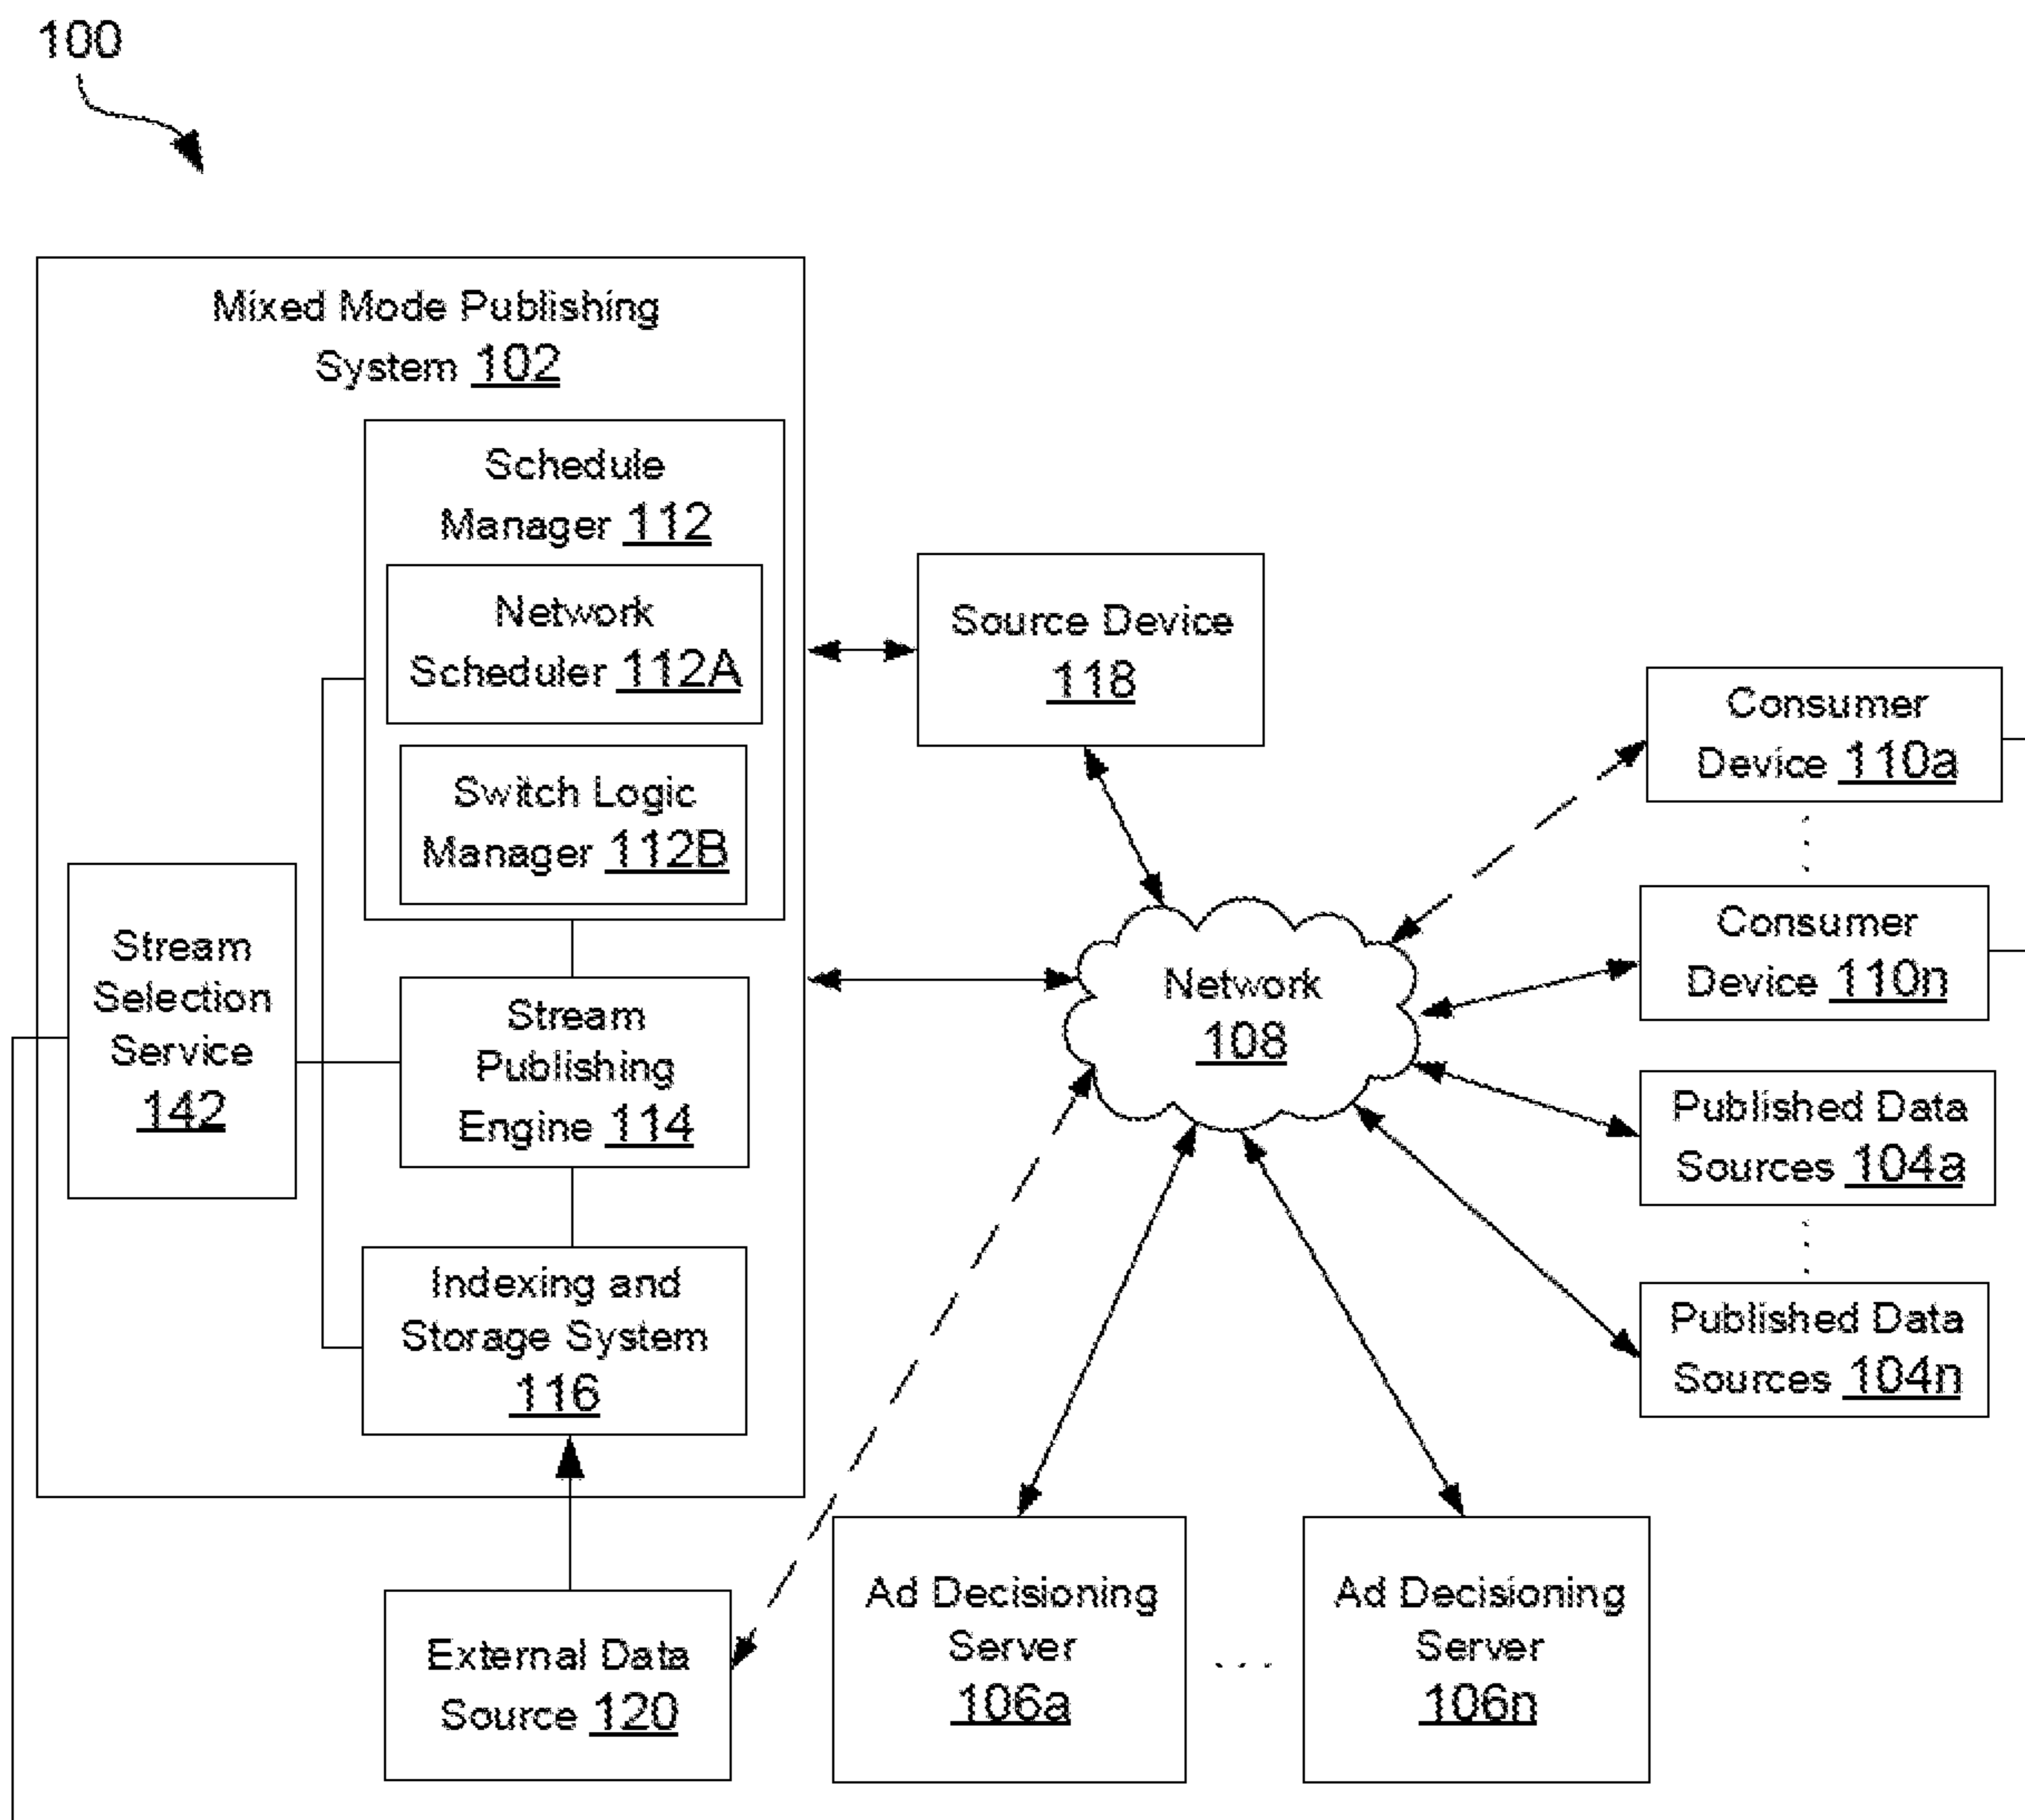 100
Mixed Mode Publishing
System 102
Schedule
Manager 112
Network
Scheduler 112A
Switch Logic
Manager 112B
Stream
Selection
Service
142
Stream
Publishing
Engine 114
Indexing and
Storage System
116
External Data
Source 120
Source Device
118
Network
108
Consumer
Device 110a
Consumer
Device 110n
Published Data
Sources 104a
Published Data
Sources 104n
Ad Decisioning
Server
106a
...
Ad Decisioning
Server
106n